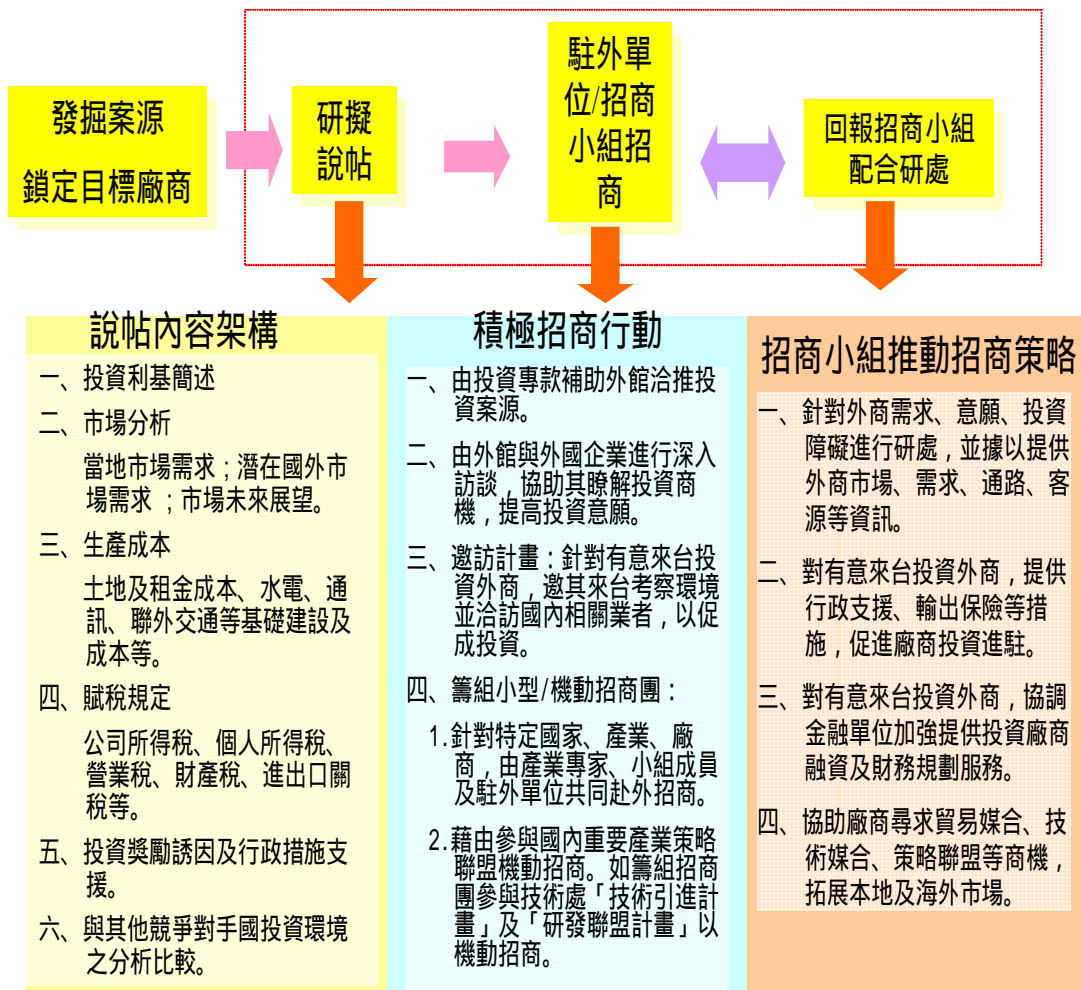 發掘案源
鎖定目標廠商
研擬
說帖
駐外單
位/招商
小組招
商
回報招商小組
配合研處
說帖內容架構
一、投資利基簡述
二、市場分析
當地市場需求；潛在國外市
場需求 ；市場未來展望。
三、生產成本
土地及租金成本、水電、通
訊、聯外交通等基礎建設及
成本等。
四、賦稅規定
公司所得稅、個人所得稅、
營業稅、財產稅、進出口關
稅等。
五、投資獎勵誘因及行政措施支
援。
六、與其他競爭對手國投資環境
之分析比較。
積極招商行動
一、由投資專款補助外館洽推投
資案源。
二、由外館與外國企業進行深入
訪談，協助其瞭解投資商
機，提高投資意願。
三、邀訪計畫：針對有意來台投
資外商，邀其來台考察環境
並洽訪國內相關業者，以促
成投資。
四、籌組小型/機動招商團：
1.針對特定國家、產業、廠
商，由產業專家、小組成員
及駐外單位共同赴外招商。
2.藉由參與國內重要產業策略
聯盟機動招商。如籌組招商
團參與技術處「技術引進計
畫」及「研發聯盟計畫」以
機動招商。
招商小組推動招商策略
一、針對外商需求、意願、投資
障礙進行研處，並據以提供
外商市場、需求、通路、客
源等資訊。
二、對有意來台投資外商，提供
行政支援、輸出保險等措
施，促進廠商投資進駐。
三、對有意來台投資外商，協調
金融單位加強提供投資廠商
融資及財務規劃服務。
四、協助廠商尋求貿易媒合、技
術媒合、策略聯盟等商機，
拓展本地及海外市場。